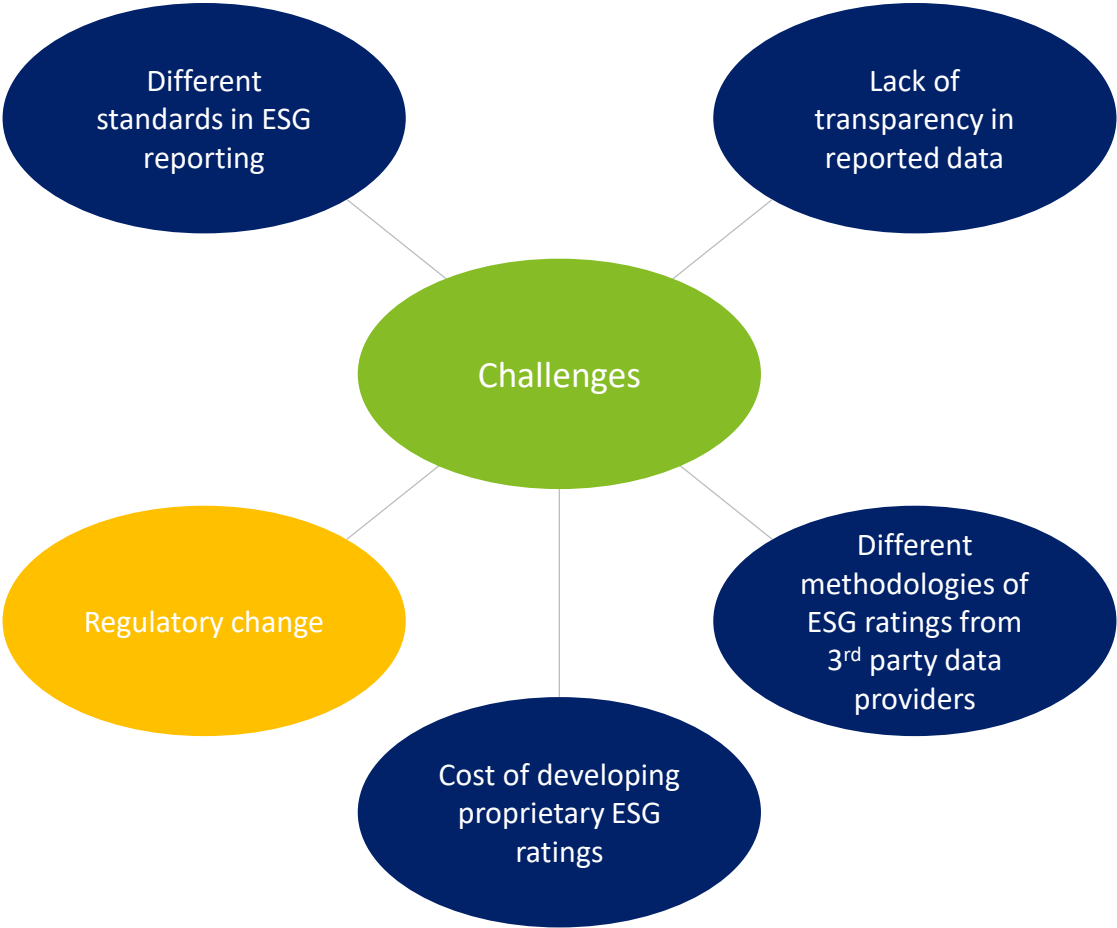 Different
standards in ESG
reporting
Lack of
transparency in
reported data
Challenges
Regulatory change
Different
methodologies of
ESG ratings from
3rd party data
providers
Cost of developing
proprietary ESG
ratings